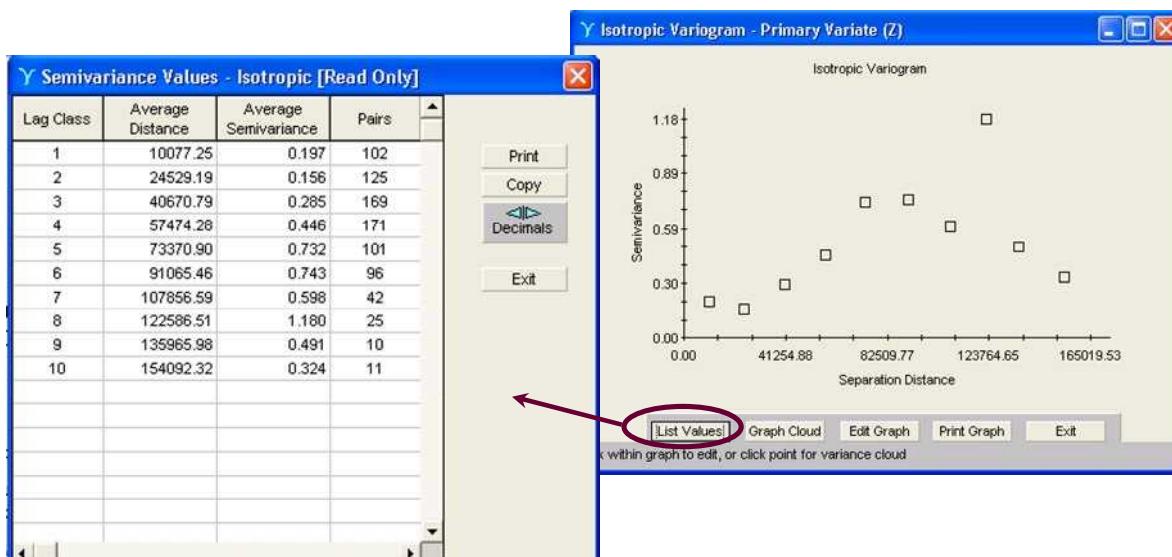 Semivariance Values - Isotropic [Read Only]
Lag Class Average Distance Average Semivariance Pairs
1 10077.25 0.197 102
2 24529.19 0.156 125
3 40670.79 0.285 169
4 57474.28 0.446 171
5 73370.90 0.732 101
6 91065.46 0.743 96
7 107856.59 0.598 42
8 122586.51 1.180 25
9 135965.98 0.491 10
10 154092.32 0.324 11
Print
Copy
Decimals
Exit
Isotropic Variogram - Primary Variate (Z)
Isotropic Variogram
Semivariance
1.18
0.89
0.59
0.30
0.00
0.00 41254.88 82509.77 123764.65 165019.53
Separation Distance
List Values Graph Cloud Edit Graph Print Graph Exit
within graph to edit, or click point for variance cloud